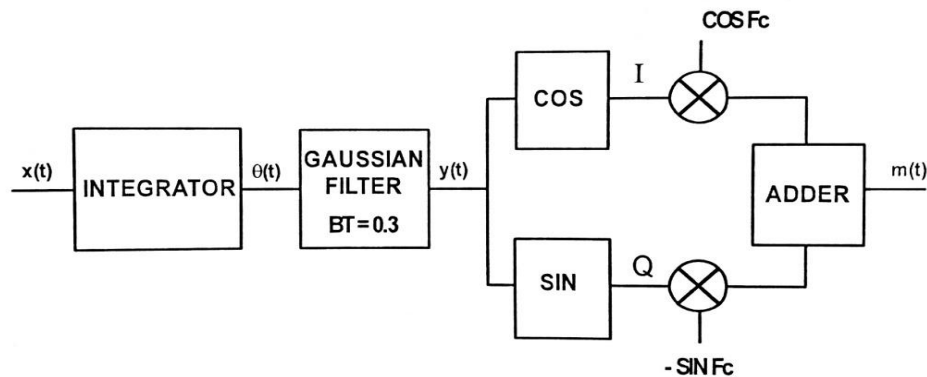 COS Fc
I
COS
x(t)
INTEGRATOR
θ(t)
GAUSSIAN
FILTER
BT = 0.3
y(t)
ADDER
m(t)
SIN
Q
- SIN Fc